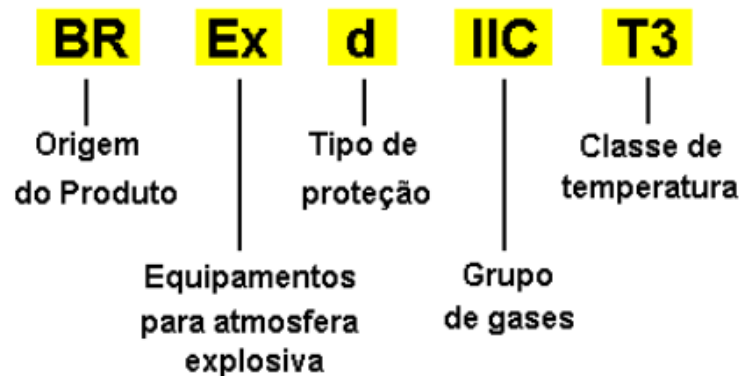 BR Ex d IIC T3
Origem
do Produto
Tipo de
proteção
Classe de
temperatura
Equipamentos
para atmosfera
explosiva
Grupo
de gases